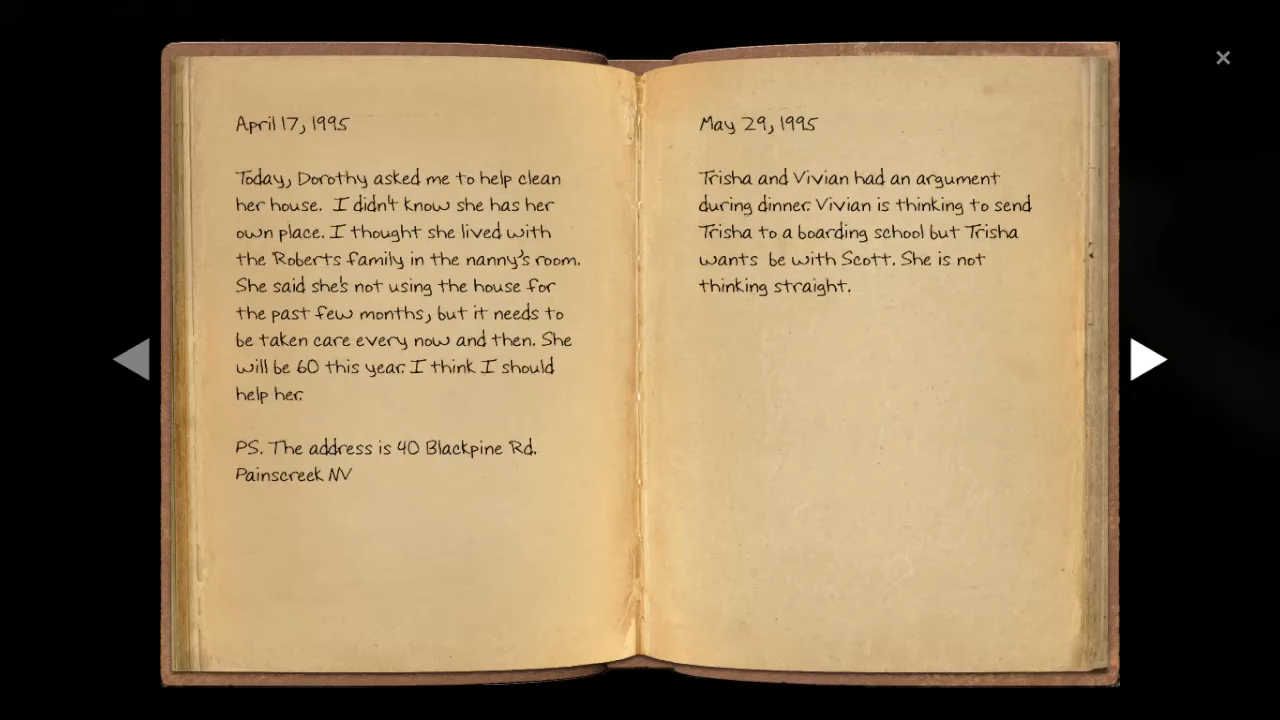 April 17, 1995
Today, Dorothy asked me to help clean
her house. I didn't know she has her
own place. I thought she lived with
the Roberts family in the nanny's room.
She said she's not using the house for
the past few months, but it needs to
be taken care every now and then. She
will be 60 this year. I think I should
help her.
PS. The address is 40 Blackpine Rd.
Painscreek NV
May 29, 1995
Trisha and Vivian had an argument
during dinner. Vivian is thinking to send
Trisha to a boarding school but Trisha
wants be with Scott. She is not
thinking straight.